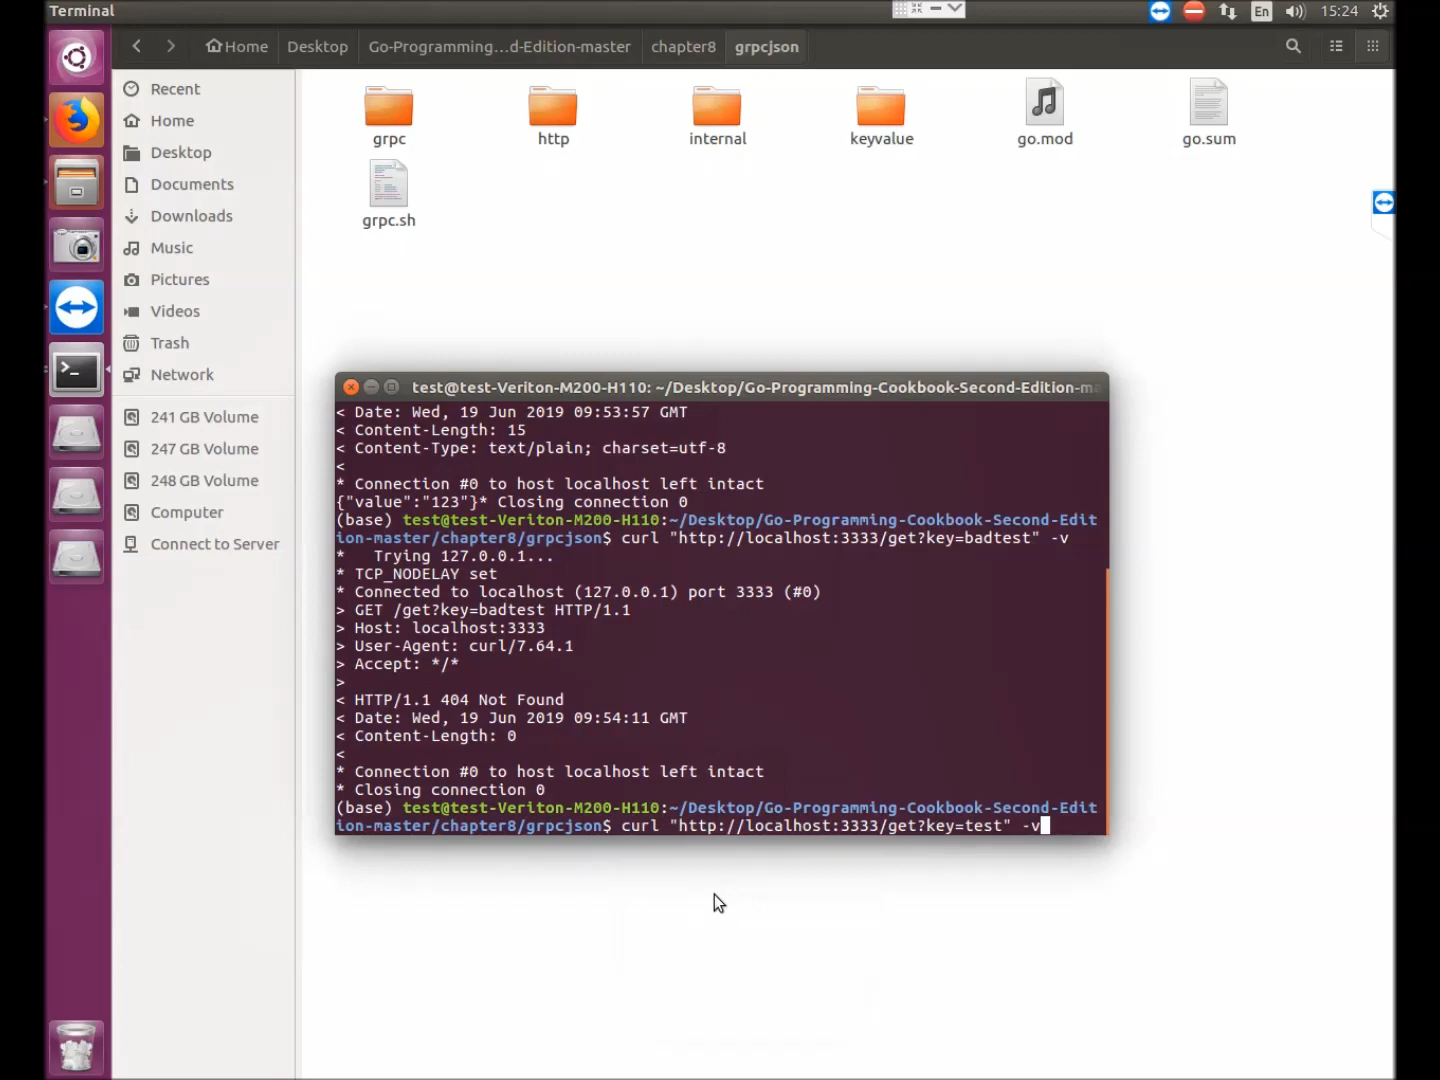 Terminal
En
15:24
Home
Desktop
Go-Programming...d-Edition-master
chapter8
grpcjson
Recent
Home
Desktop
Documents
Downloads
Music
Pictures
Videos
Trash
Network
241 GB Volume
247 GB Volume
248 GB Volume
Computer
Connect to Server
grpc
http
internal
keyvalue
go.mod
go.sum
grpc.sh
test@test-Veriton-M200-H110: ~/Desktop/Go-Programming-Cookbook-Second-Edition-ma
< Date: Wed, 19 Jun 2019 09:53:57 GMT
< Content-Length: 15
< Content-Type: text/plain; charset=utf-8
<
* Connection #0 to host localhost left intact
{"value":"123"}* Closing connection 0
(base) test@test-Veriton-M200-H110:~/Desktop/Go-Programming-Cookbook-Second-Edit
ion-master/chapter8/grpcjson$ curl "http://localhost:3333/get?key=badtest" -v
*   Trying 127.0.0.1...
* TCP_NODELAY set
* Connected to localhost (127.0.0.1) port 3333 (#0)
> GET /get?key=badtest HTTP/1.1
> Host: localhost:3333
> User-Agent: curl/7.64.1
> Accept: */*
>
< HTTP/1.1 404 Not Found
< Date: Wed, 19 Jun 2019 09:54:11 GMT
< Content-Length: 0
<
* Connection #0 to host localhost left intact
* Closing connection 0
(base) test@test-Veriton-M200-H110:~/Desktop/Go-Programming-Cookbook-Second-Edit
ion-master/chapter8/grpcjson$ curl "http://localhost:3333/get?key=test" -v